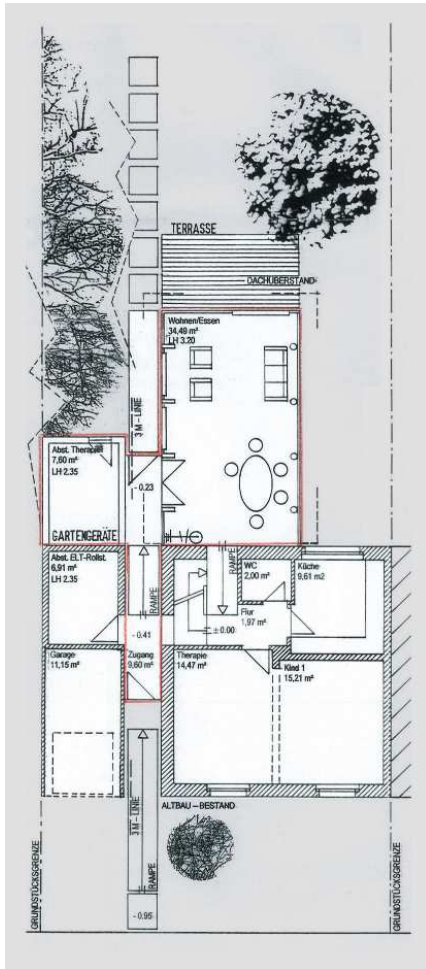 TERRASSE
DACHÜBERSTAND
Wohnen/Essen
34,49 m²
LH 3.20
3 M - LINIE
Abst. Therapie
7,60 m²
LH 2.35
- 0.23
GARTENGERÄTE
Abst. ELT-Rollst.
6,91 m²
LH 2.35
RAMPE
RAMPE
WC
2,00 m²
Küche
9,61 m2
Flur
1,97 m²
±0.00
- 0.41
Garage
11,15 m²
Zugang
9,60 m²
Therapie
14,47 m²
Kind 1
15,21 m²
ALTBAU - BESTAND
3 M - LINIE
RAMPE
- 0.95
GRUNDSTÜCKSGRENZE
GRUNDSTÜCKSGRENZE